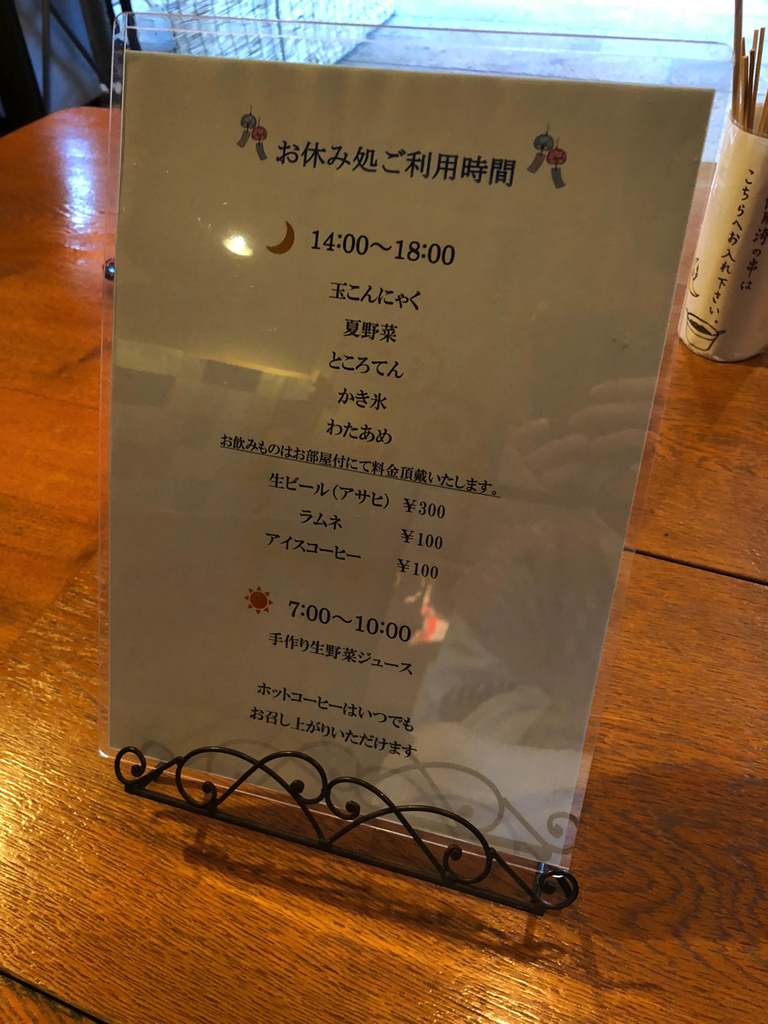 お休み処ご利用時間
14:00～18:00
玉こんにゃく
夏野菜
ところてん
かき氷
わたあめ
お飲みものはお部屋付にて料金頂戴いたします。
生ビール（アサヒ） ￥300
ラムネ ￥100
アイスコーヒー ￥100
7:00～10:00
手作り生野菜ジュース
ホットコーヒーはいつでも
お召し上がりいただけます
の串は
こちらへお入れ下さい。